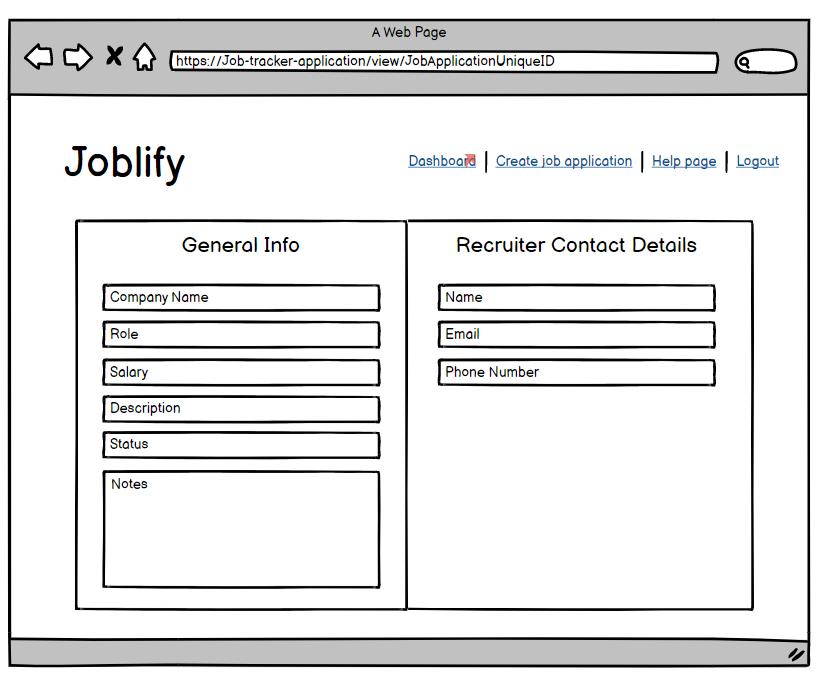 A Web Page
https://Job-tracker-application/view/JobApplicationUniqueID
Joblify
Dashboard | Create job application | Help page | Logout
General Info
Company Name
Role
Salary
Description
Status
Notes
Recruiter Contact Details
Name
Email
Phone Number